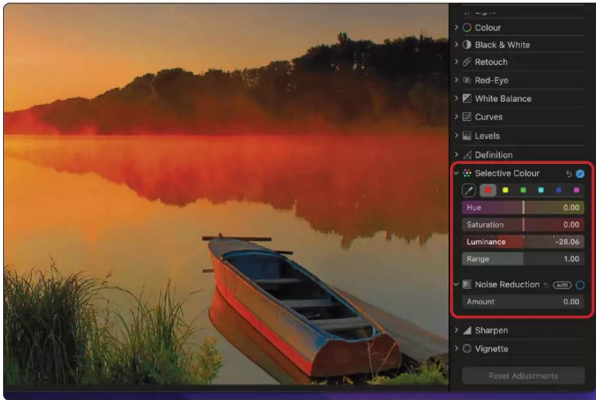 Colour
Black & White
Retouch
Red-Eye
White Balance
Curves
Levels
Definition
Selective Colour
Hue 0.00
Saturation 0.00
Luminance -28.06
Range 1.00
Noise Reduction AUTO
Amount 0.00
Sharpen
Vignette
Reset Adjustments